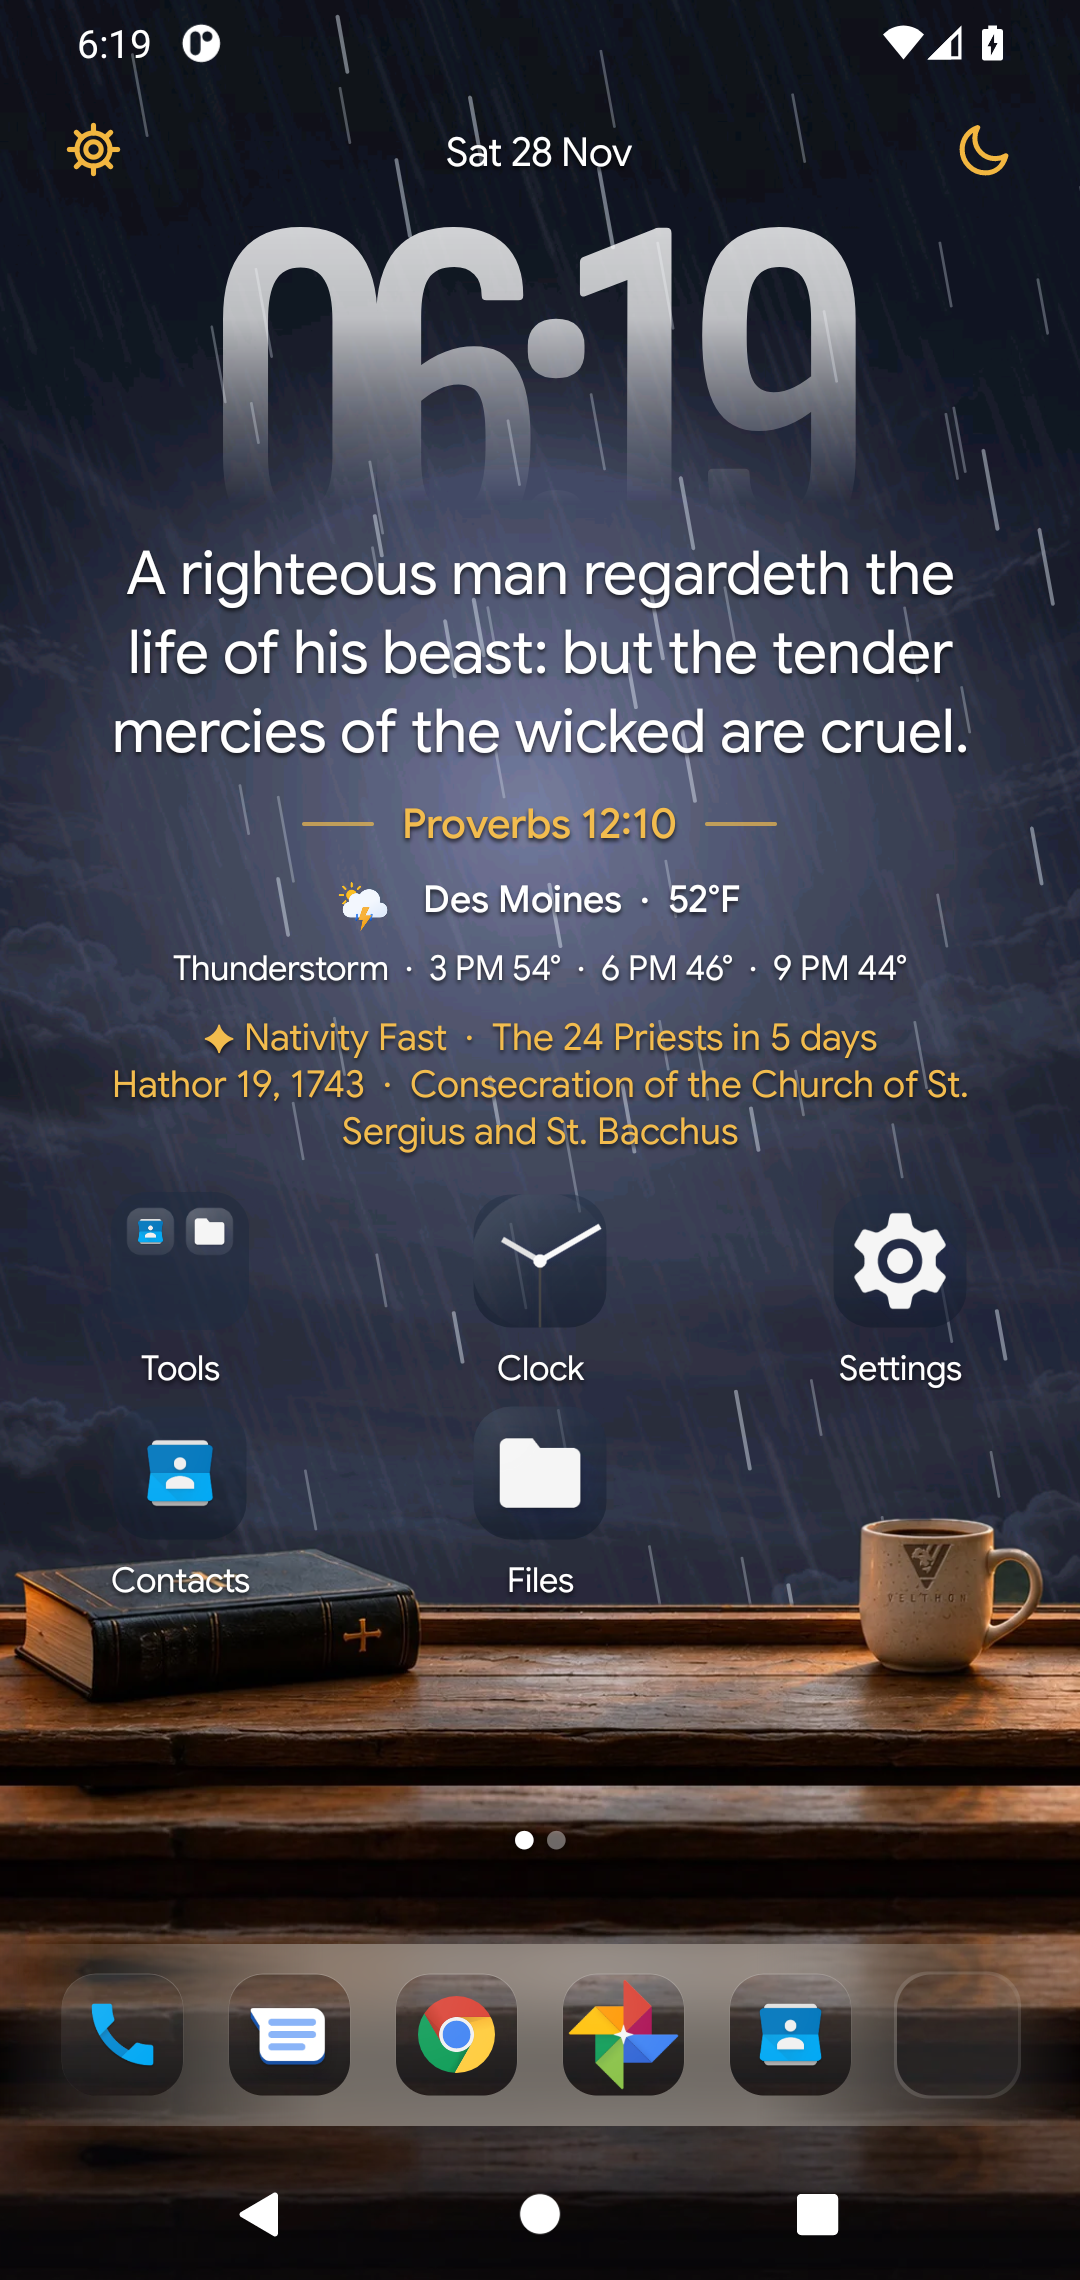 6:19
Sat 28 Nov
06:19
A righteous man regardeth the
life of his beast: but the tender
mercies of the wicked are cruel.
Proverbs 12:10
Des Moines · 52°F
Thunderstorm · 3 PM 54° · 6 PM 46° · 9 PM 44°
✦ Nativity Fast · The 24 Priests in 5 days
Hathor 19, 1743 · Consecration of the Church of St.
Sergius and St. Bacchus
Tools
Clock
Settings
Contacts
Files
VELTHON